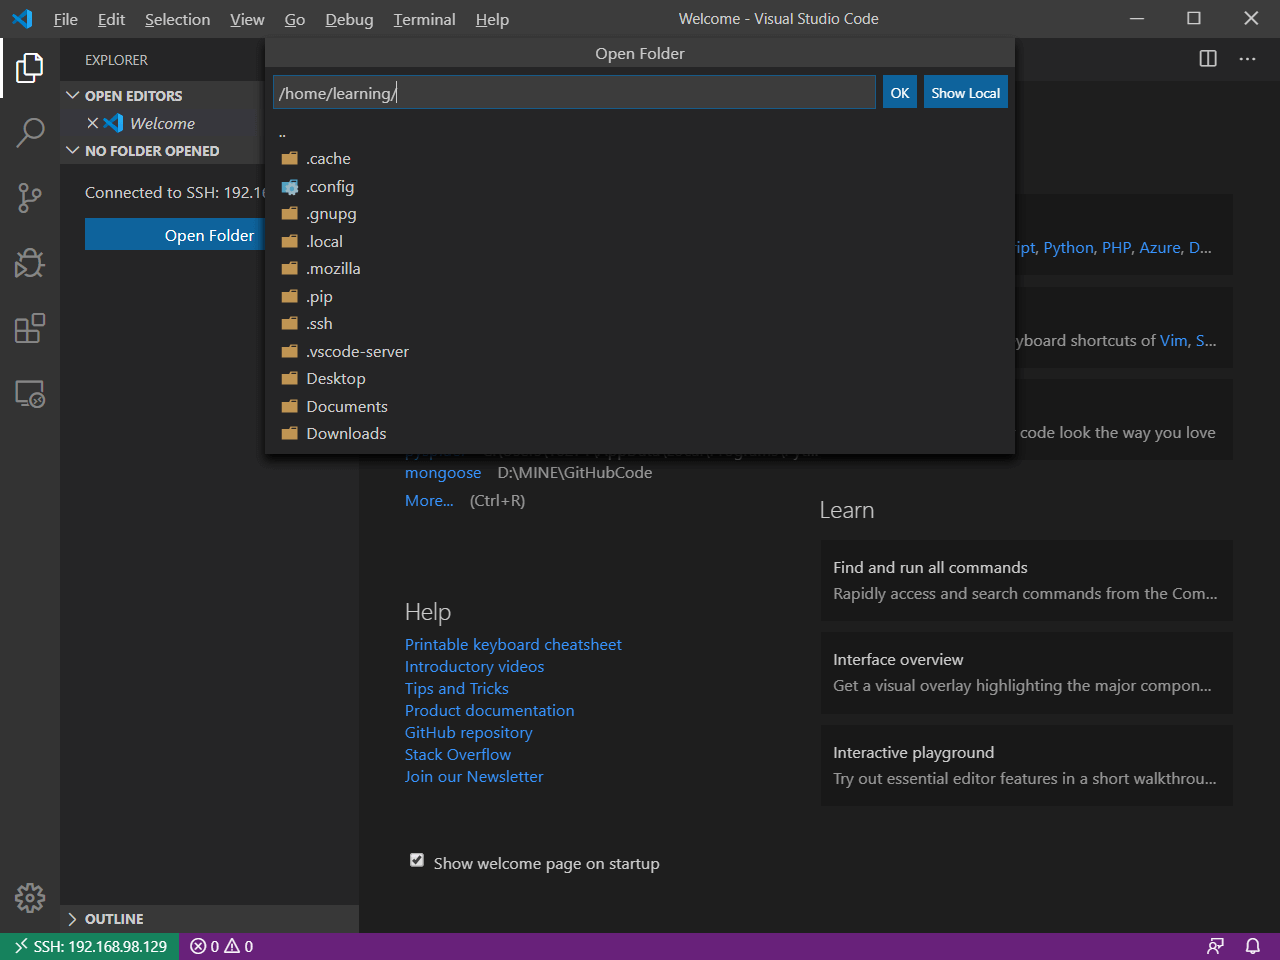 File Edit Selection View Go Debug Terminal Help
Welcome - Visual Studio Code
EXPLORER
OPEN EDITORS
Welcome
NO FOLDER OPENED
Connected to SSH: 192.16
Open Folder
Open Folder
/home/learning/
OK
Show Local
..
.cache
.config
.gnupg
.local
.mozilla
.pip
.ssh
.vscode-server
Desktop
Documents
Downloads
ript, Python, PHP, Azure, D...
yboard shortcuts of Vim, S...
code look the way you love
mongoose D:\MINE\GitHubCode
More... (Ctrl+R)
Help
Printable keyboard cheatsheet
Introductory videos
Tips and Tricks
Product documentation
GitHub repository
Stack Overflow
Join our Newsletter
Show welcome page on startup
Learn
Find and run all commands
Rapidly access and search commands from the Com...
Interface overview
Get a visual overlay highlighting the major compon...
Interactive playground
Try out essential editor features in a short walkthrou...
OUTLINE
SSH: 192.168.98.129
0
0